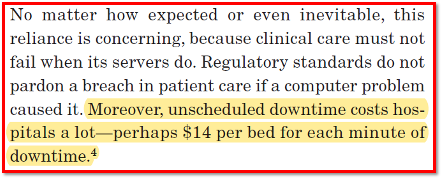 No matter how expected or even inevitable, this
reliance is concerning, because clinical care must not
fail when its servers do. Regulatory standards do not
pardon a breach in patient care if a computer problem
caused it. Moreover, unscheduled downtime costs hos-
pitals a lot—perhaps $14 per bed for each minute of
downtime.⁴